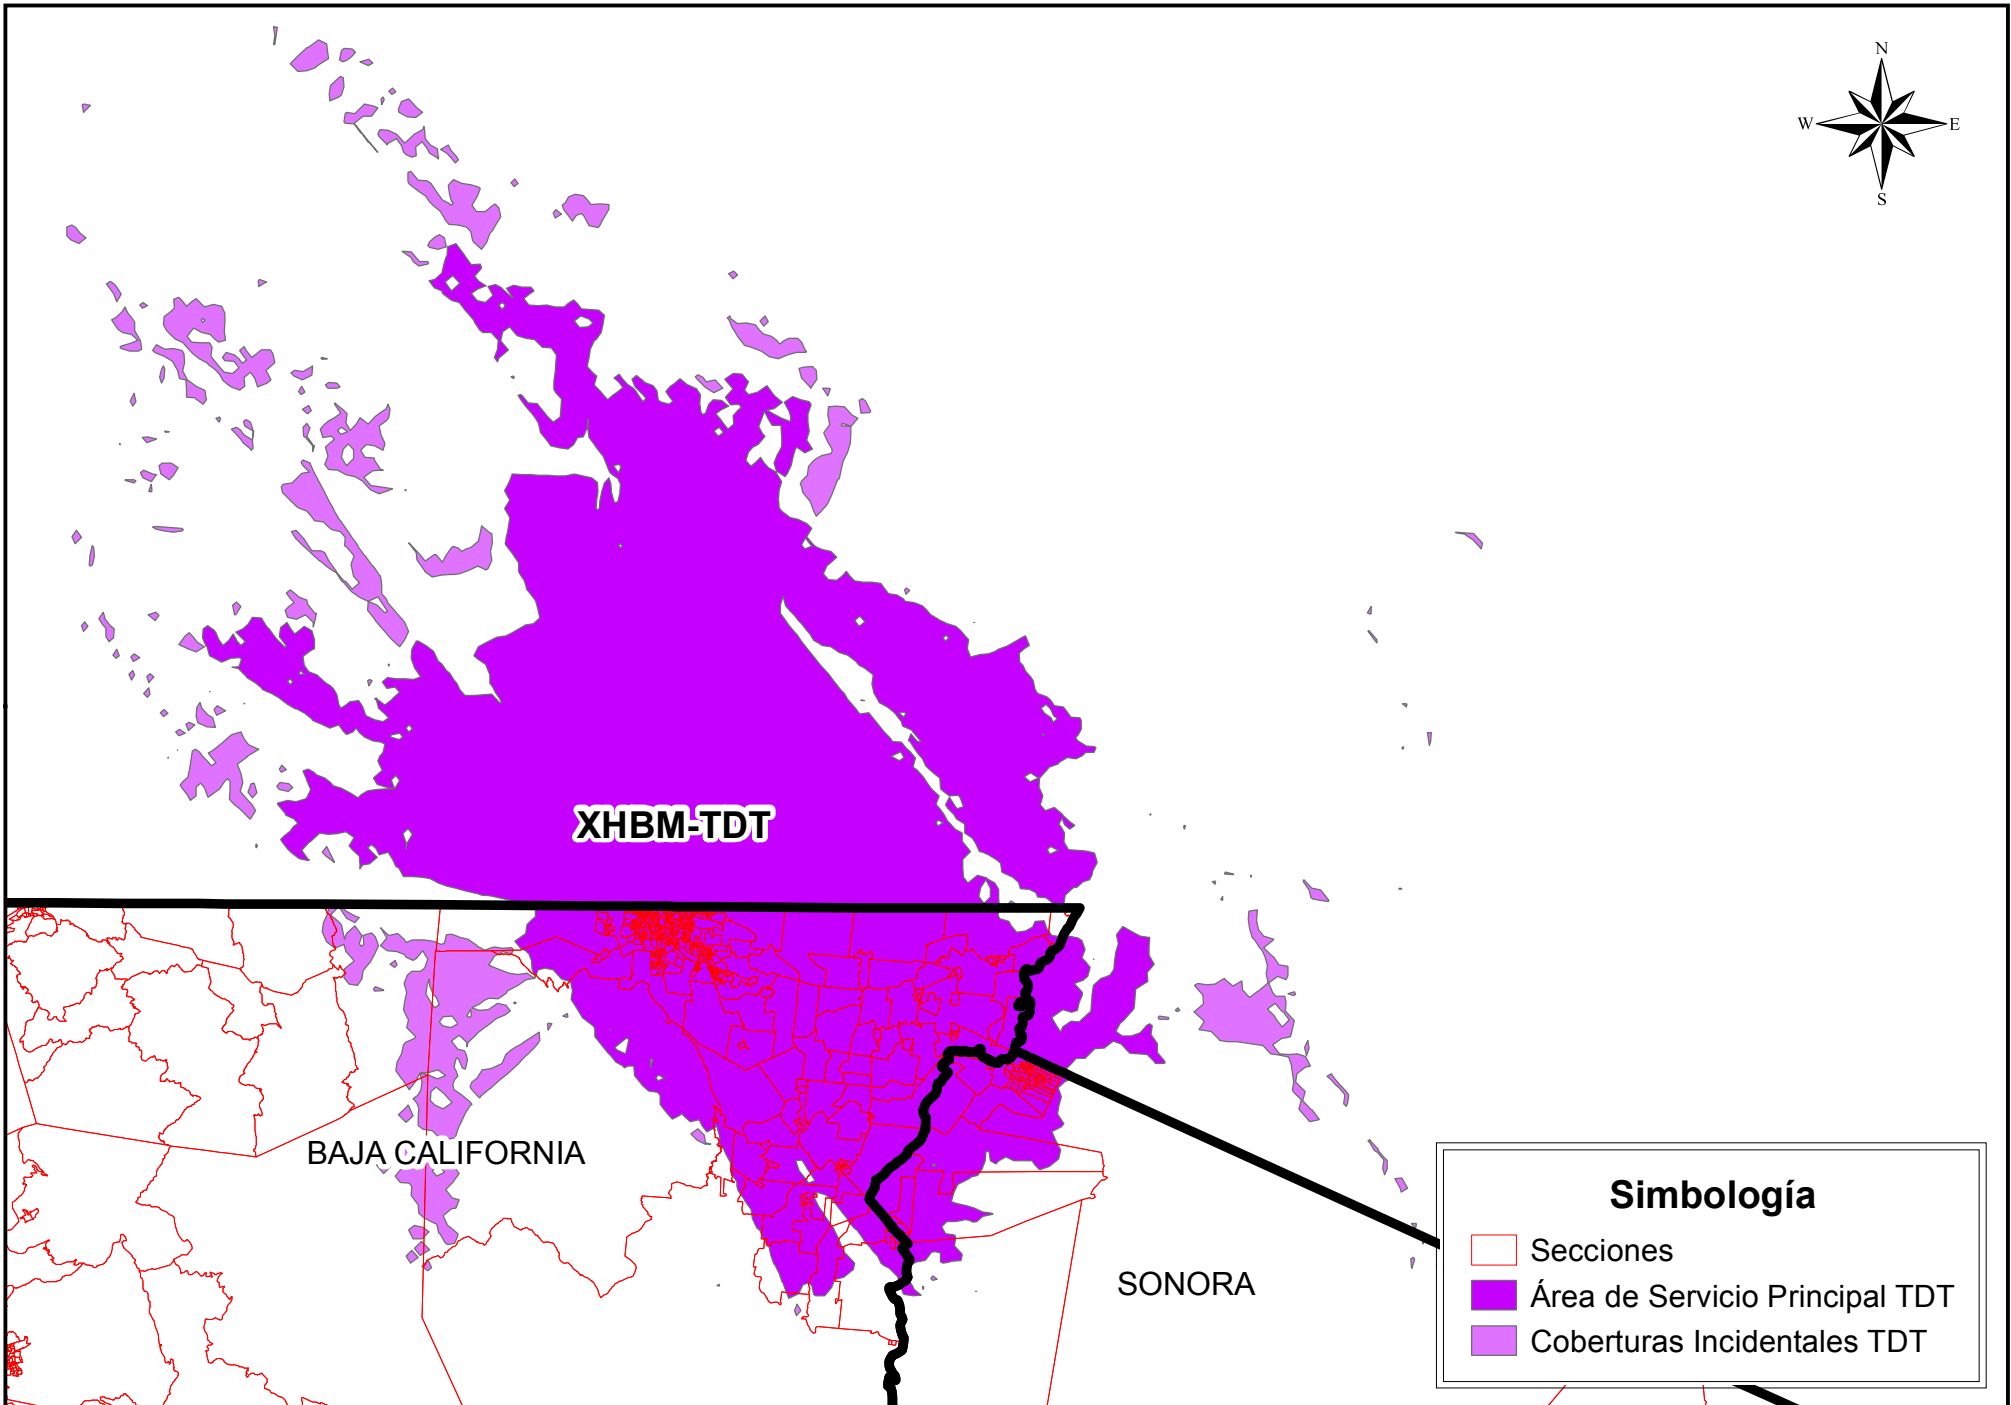 N
W E
S
XHBM-TDT
BAJA CALIFORNIA
SONORA
Simbología
Secciones
Área de Servicio Principal TDT
Coberturas Incidentales TDT